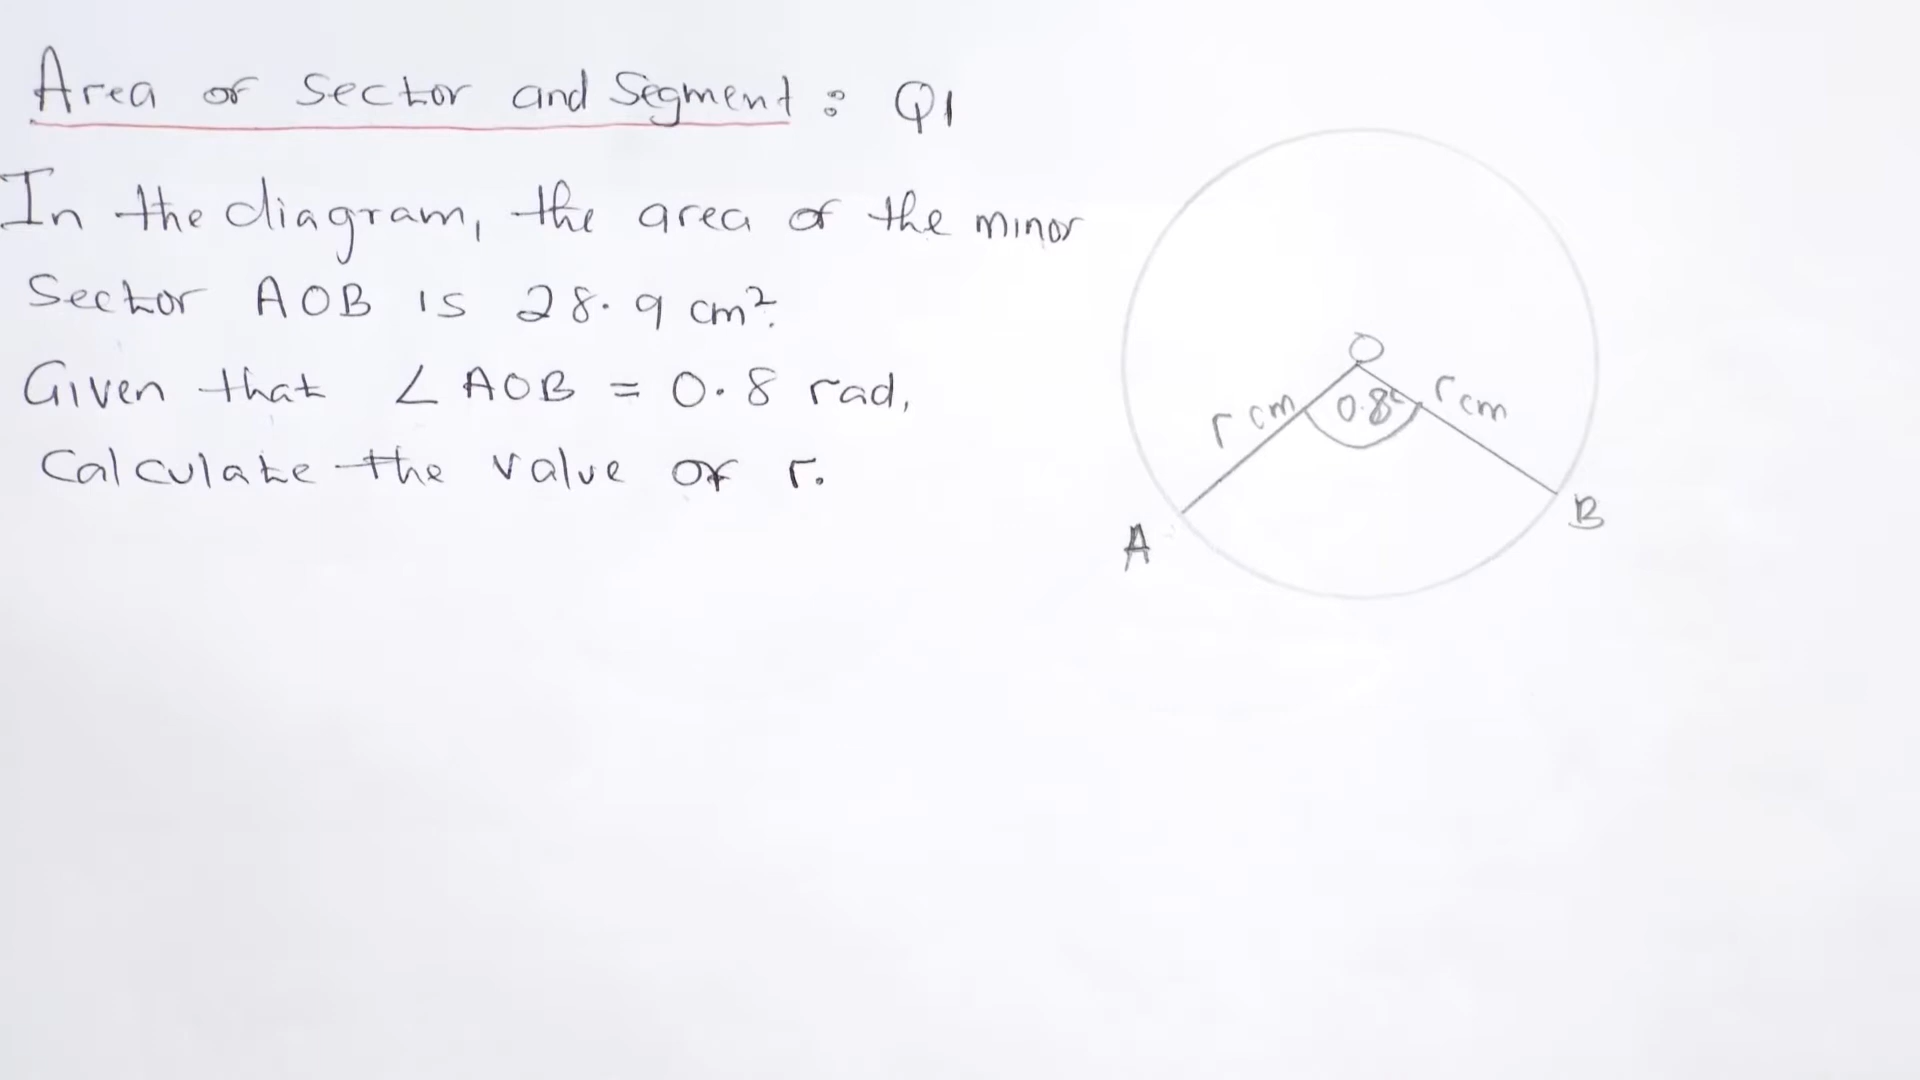 Area of Sector and Segment: Q1
In the diagram, the area of the minor
Sector AOB is 28.9 cm².
Given that ∠AOB = 0.8 rad,
Calculate the value of r.
O
r cm
0.8ᶜ
r cm
A
B